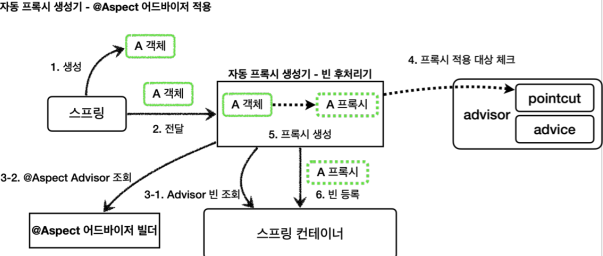 자동 프록시 생성기 - @Aspect 어드바이저 적용
A 객체
1. 생성
스프링
A 객체
2. 전달
자동 프록시 생성기 - 빈 후처리기
A 객체
A 프록시
5. 프록시 생성
4. 프록시 적용 대상 체크
advisor
pointcut
advice
3-2. @Aspect Advisor 조회
3-1. Advisor 빈 조회
A 프록시
6. 빈 등록
@Aspect 어드바이저 빌더
스프링 컨테이너